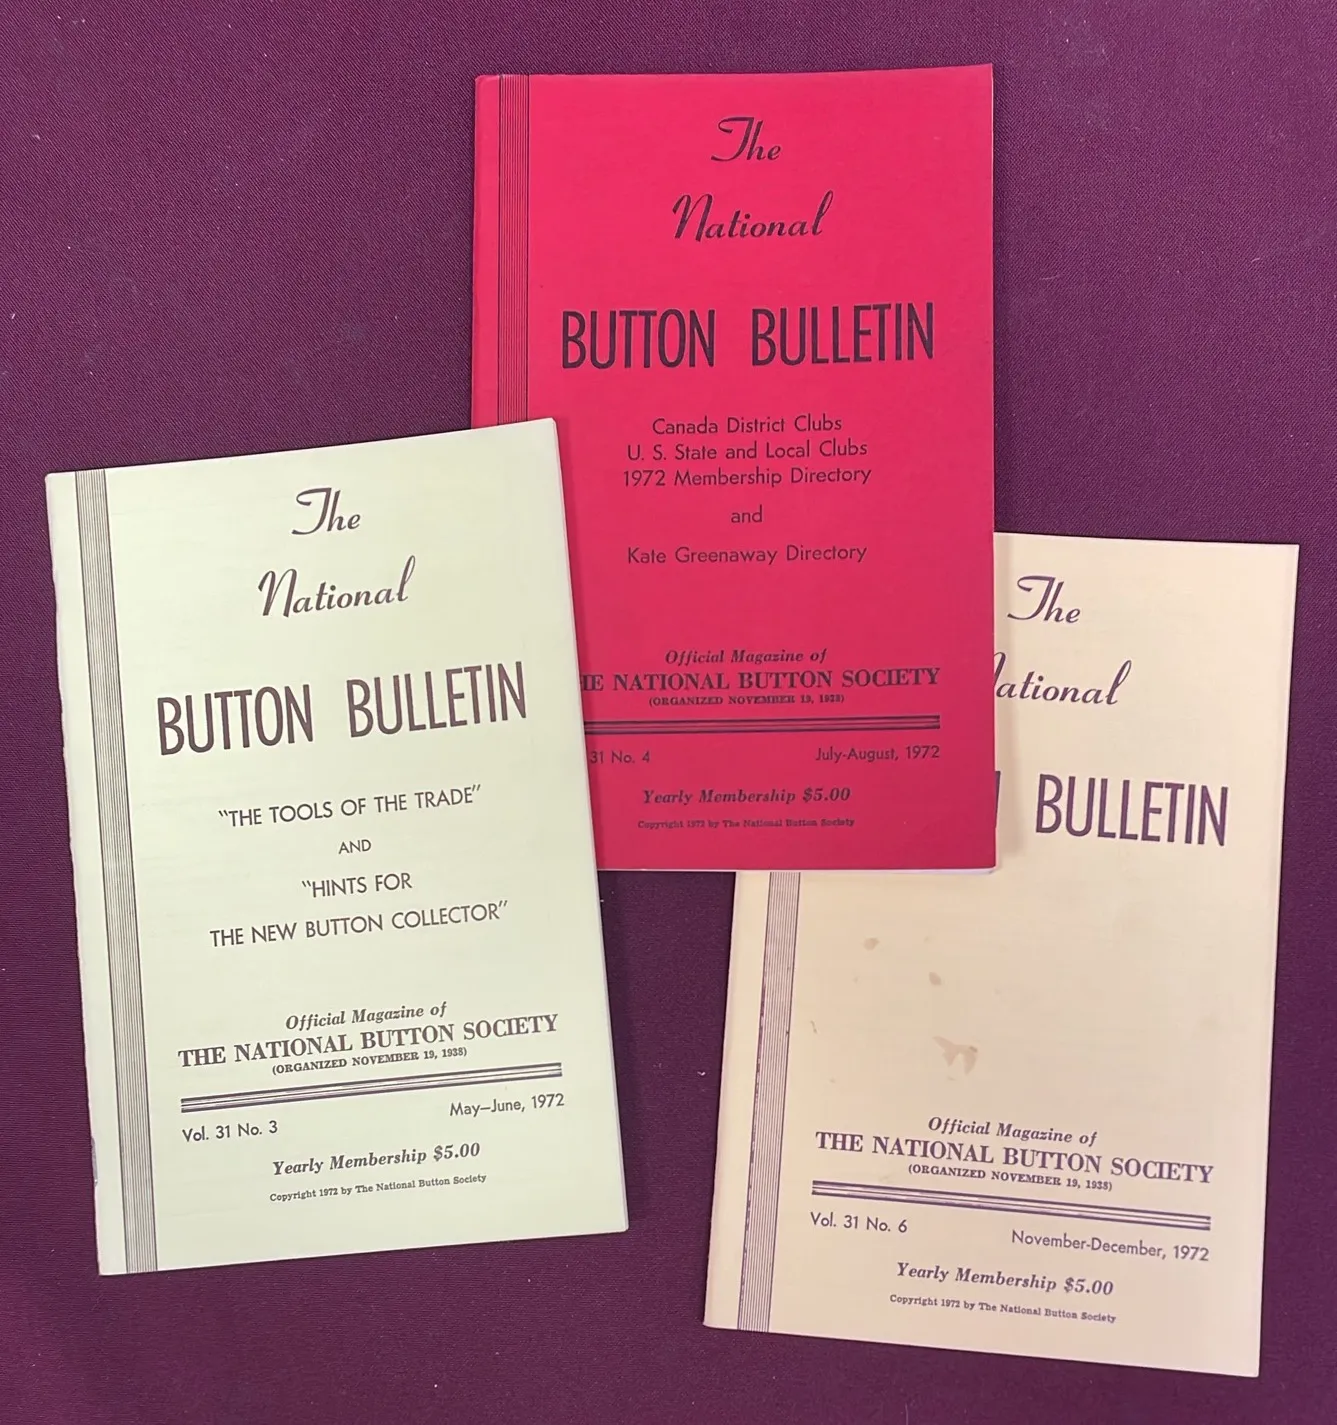 The
National
BUTTON BULLETIN
Canada District Clubs
U. S. State and Local Clubs
1972 Membership Directory
and
Kate Greenaway Directory
Official Magazine of
NATIONAL BUTTON SOCIETY
(ORGANIZED NOVEMBER 19, 1938)
31 No. 4 July-August, 1972
Yearly Membership $5.00
Copyright 1972 by The National Button Society
The
National
BUTTON BULLETIN
"THE TOOLS OF THE TRADE"
AND
"HINTS FOR
THE NEW BUTTON COLLECTOR"
Official Magazine of
THE NATIONAL BUTTON SOCIETY
(ORGANIZED NOVEMBER 19, 1938)
Vol. 31 No. 3 May—June, 1972
Yearly Membership $5.00
Copyright 1972 by The National Button Society
The
ational
BULLETIN
Official Magazine of
THE NATIONAL BUTTON SOCIETY
(ORGANIZED NOVEMBER 19, 1938)
Vol. 31 No. 6 November-December, 1972
Yearly Membership $5.00
Copyright 1972 by The National Button Society